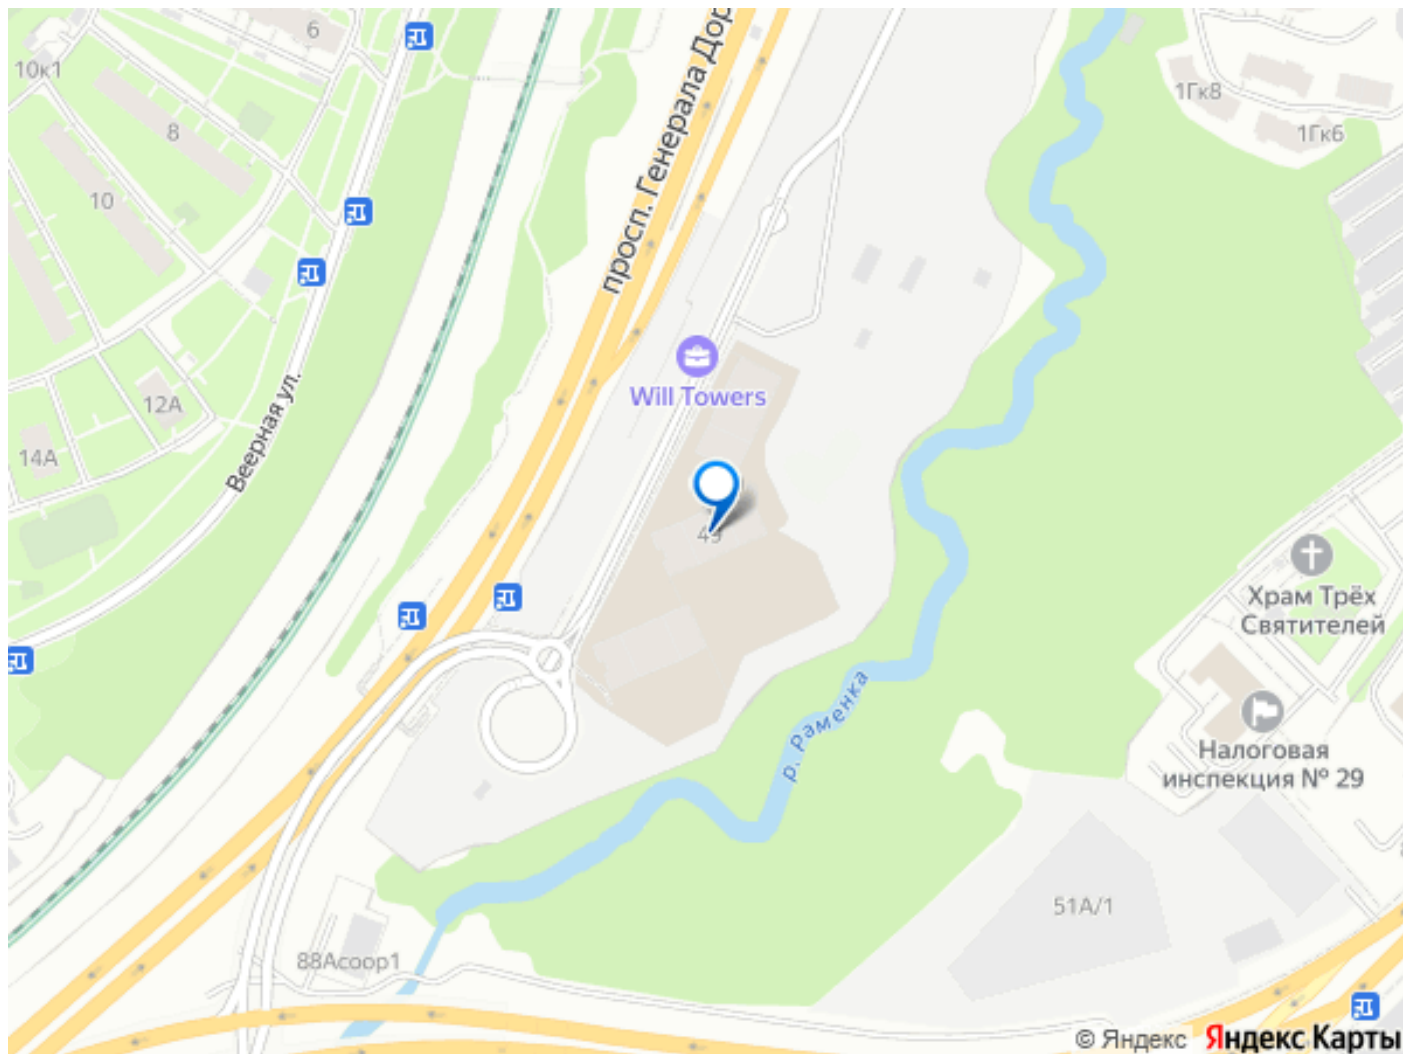 6
10к1
8
10
12А
14А
Веерная ул.
просп. Генерала Дор
1Гк8
1Гк6
Will Towers
Храм Трёх
Святителей
р. Раменка
Налоговая
инспекция № 29
51А/1
88Асоор1
© Яндекс Яндекс Карты